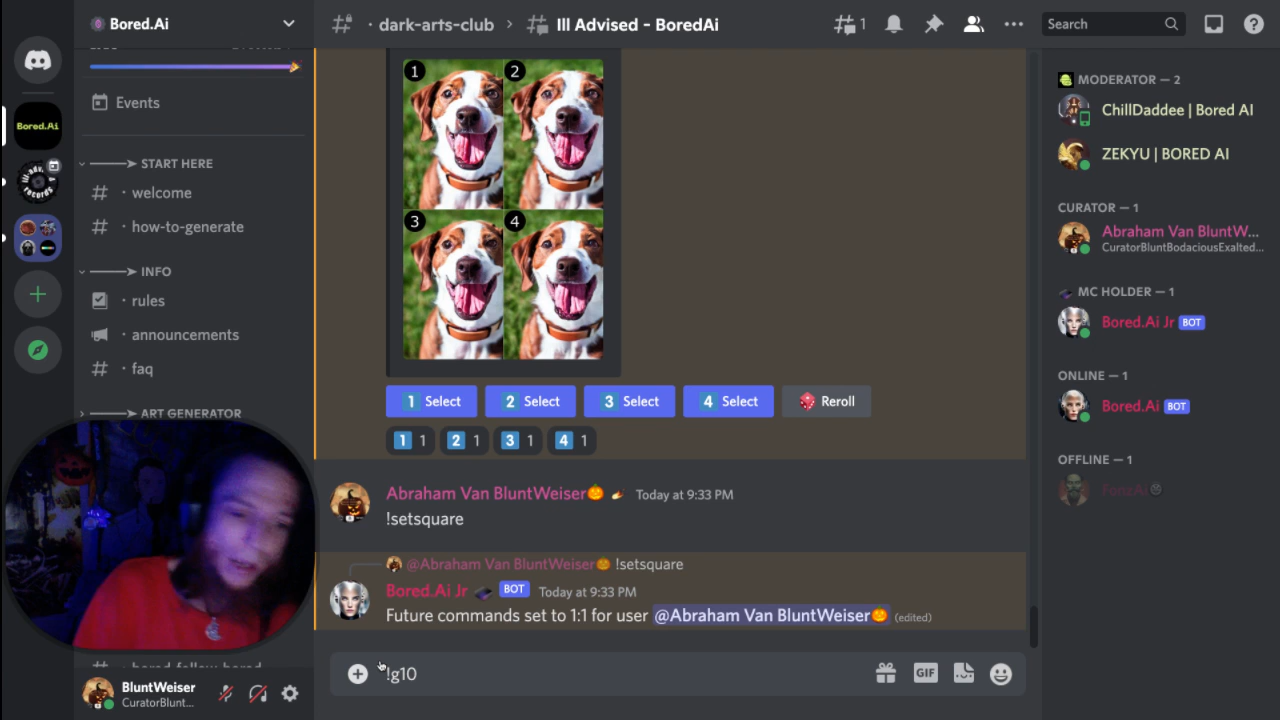 Bored.Ai
· dark-arts-club
Ill Advised - BoredAi
1
Search
Bored.Ai
Events
START HERE
· welcome
· how-to-generate
INFO
· rules
· announcements
· faq
ART GENERATOR
BluntWeiser
CuratorBlunt...
1
2
3
4
1 Select
2 Select
3 Select
4 Select
Reroll
1 1
2 1
3 1
4 1
Abraham Van BluntWeiser🎃 Today at 9:33 PM
!setsquare
@Abraham Van BluntWeiser🎃 !setsquare
Bored.Ai Jr BOT Today at 9:33 PM
Future commands set to 1:1 for user @Abraham Van BluntWeiser🎃 (edited)
!g10
GIF
MODERATOR — 2
ChillDaddee | Bored AI
ZEKYU | BORED AI
CURATOR — 1
Abraham Van BluntW...
CuratorBluntBodaciousExalted...
MC HOLDER — 1
Bored.Ai Jr BOT
ONLINE — 1
Bored.Ai BOT
OFFLINE — 1